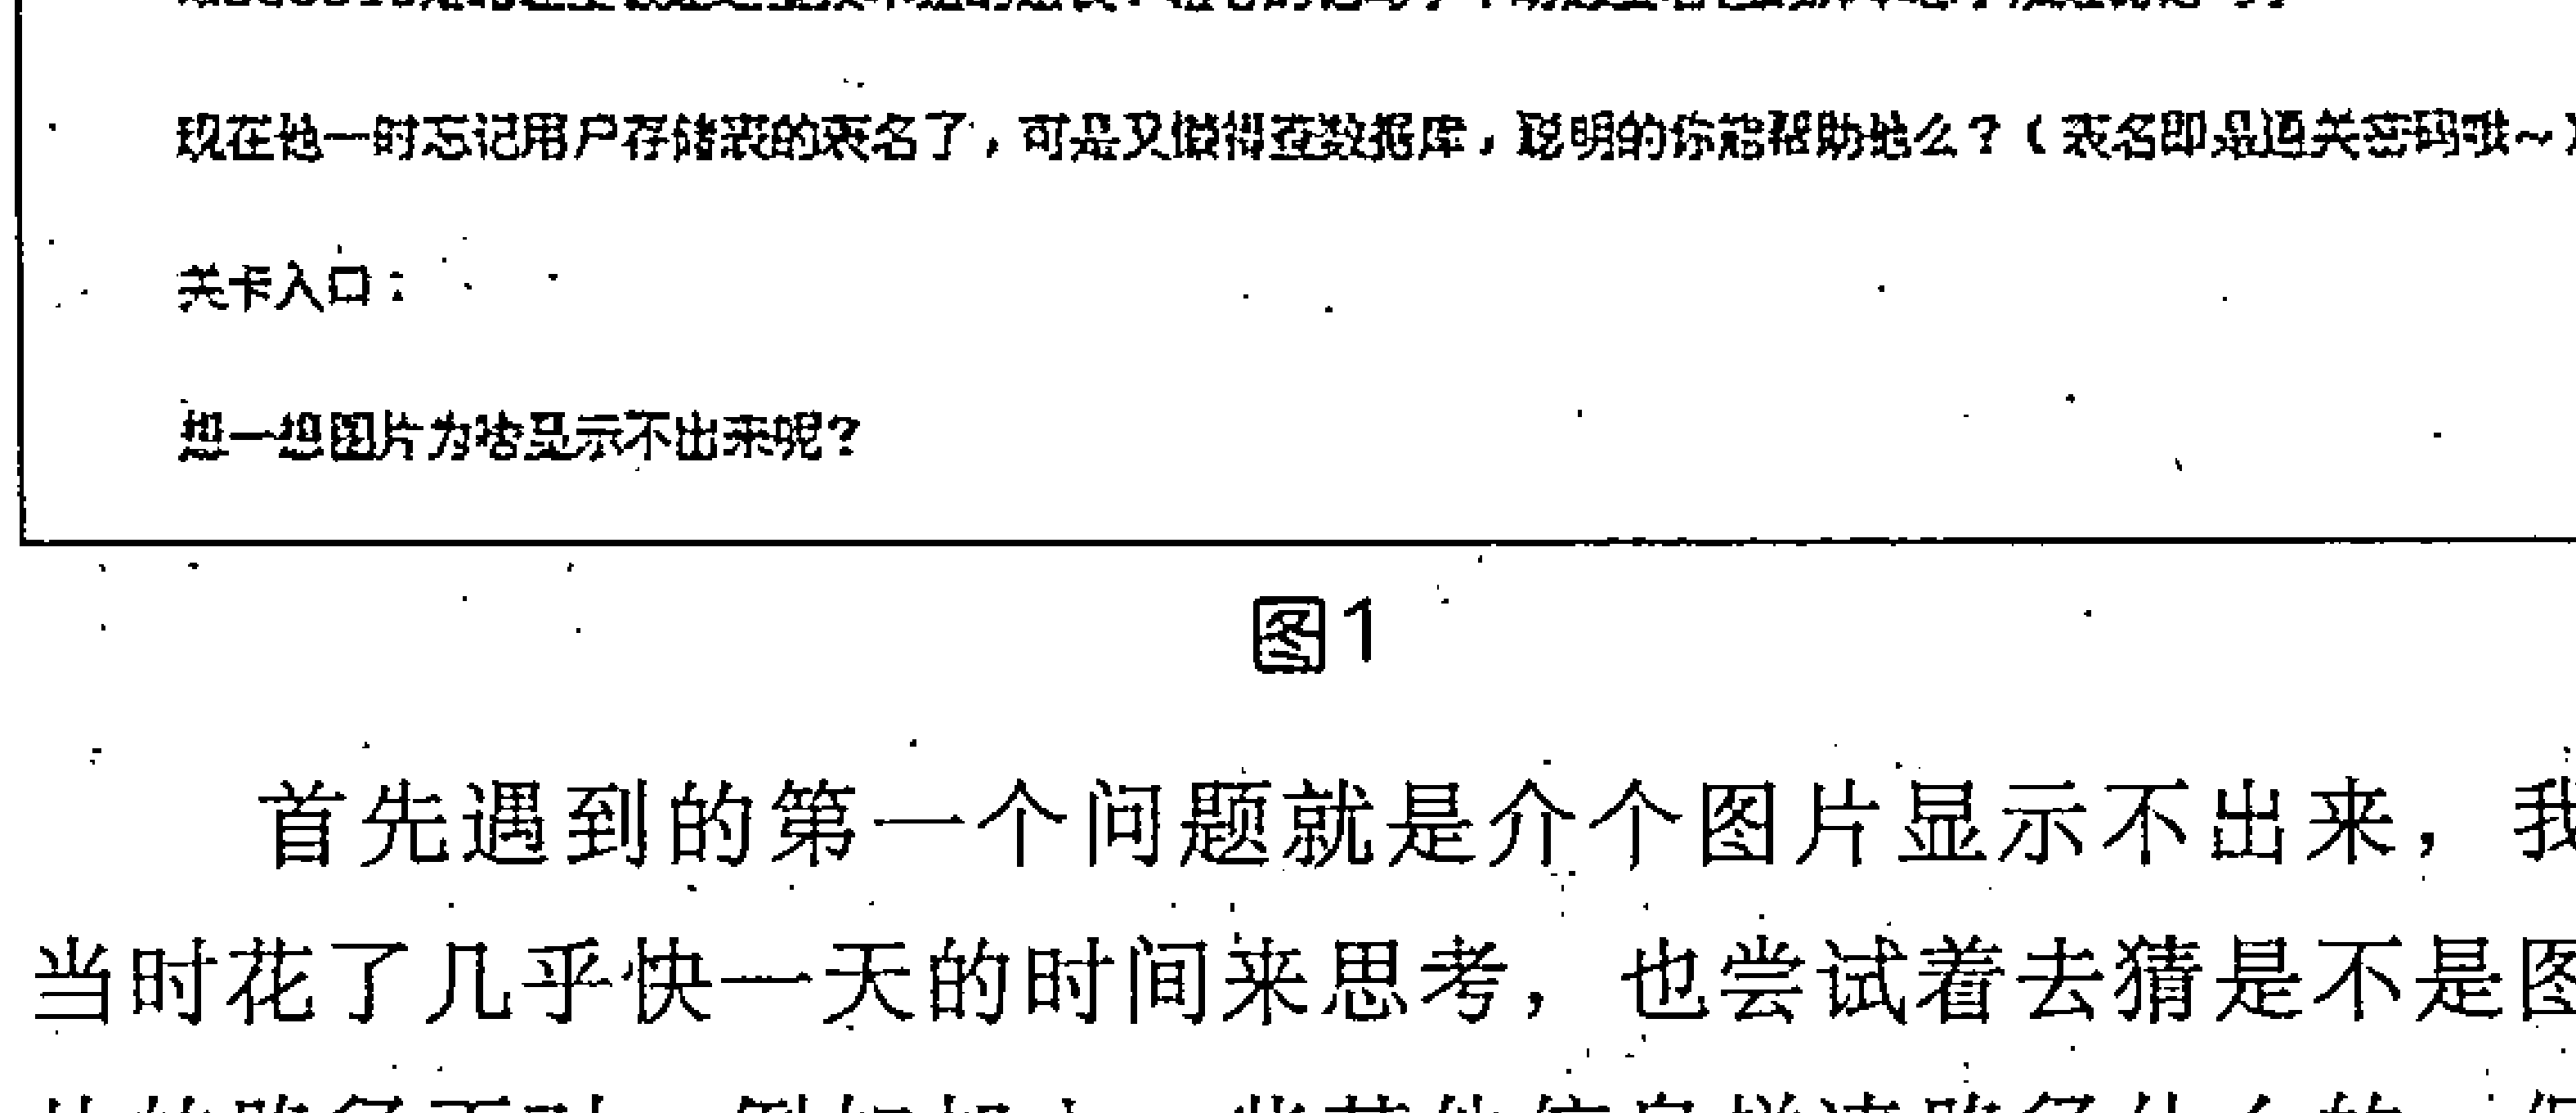 现在他一时忘记用户存储表的表名了，可是又懒得查数据库，聪明的你能帮助他么？（表名即是通关密码哦~）
关卡入口：
想一想图片为啥显示不出来呢？
图1
首先遇到的第一个问题就是介个图片显示不出来，我
当时花了几乎快一天的时间来思考，也尝试着去猜是不是图